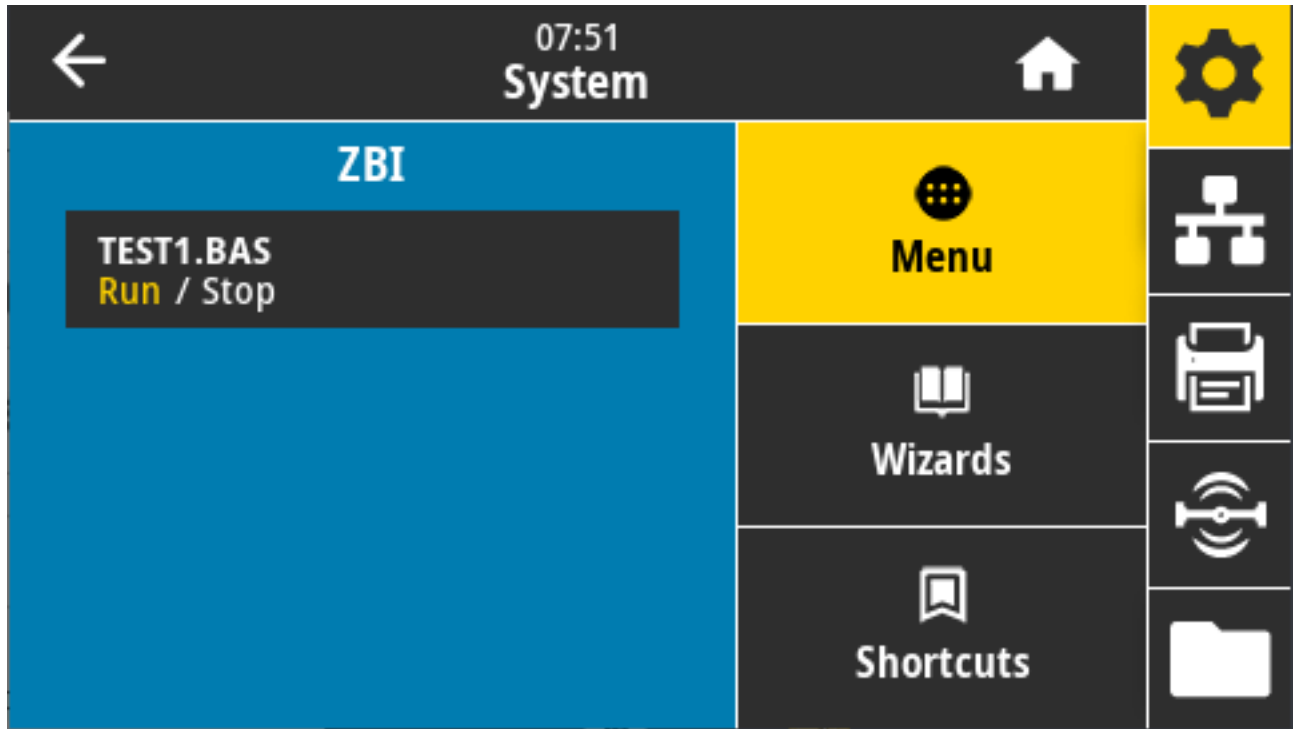 07:51
System
ZBI
TEST1.BAS
Run / Stop
Menu
Wizards
Shortcuts